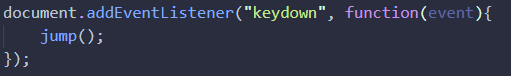 document.addEventListener("keydown", function(event){
    jump();
});